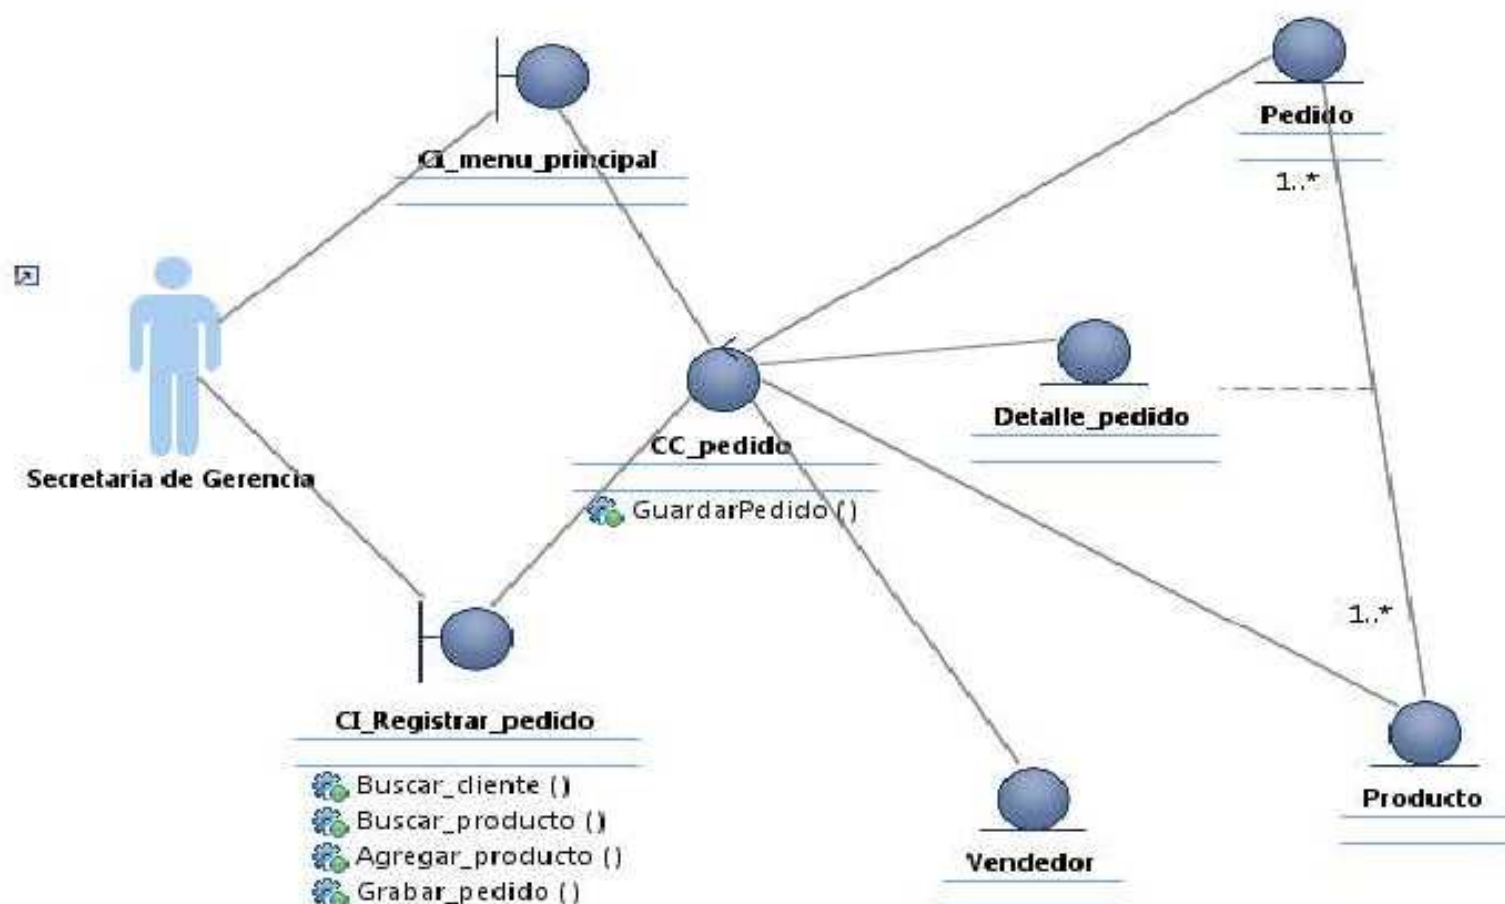 Pedido
CI_menu_principal
1..*
Detalle_pedido
CC_pedido
Secretaria de Gerencia
GuardarPedido ()
1..*
CI_Registrar_pedido
Buscar_cliente ()
Buscar_producto ()
Agregar_producto ()
Grabar_pedido ()
Producto
Vendedor